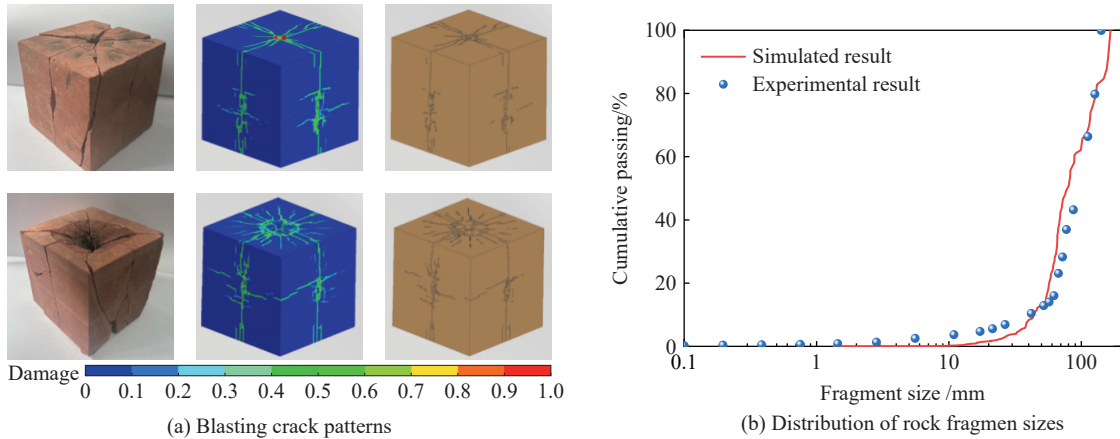 Damage
0 0.1 0.2 0.3 0.4 0.5 0.6 0.7 0.8 0.9 1.0
(a) Blasting crack patterns
Simulated result
Experimental result
Cumulative passing/%
100
80
60
40
20
0
0.1 1 10 100
Fragment size /mm
(b) Distribution of rock fragmen sizes